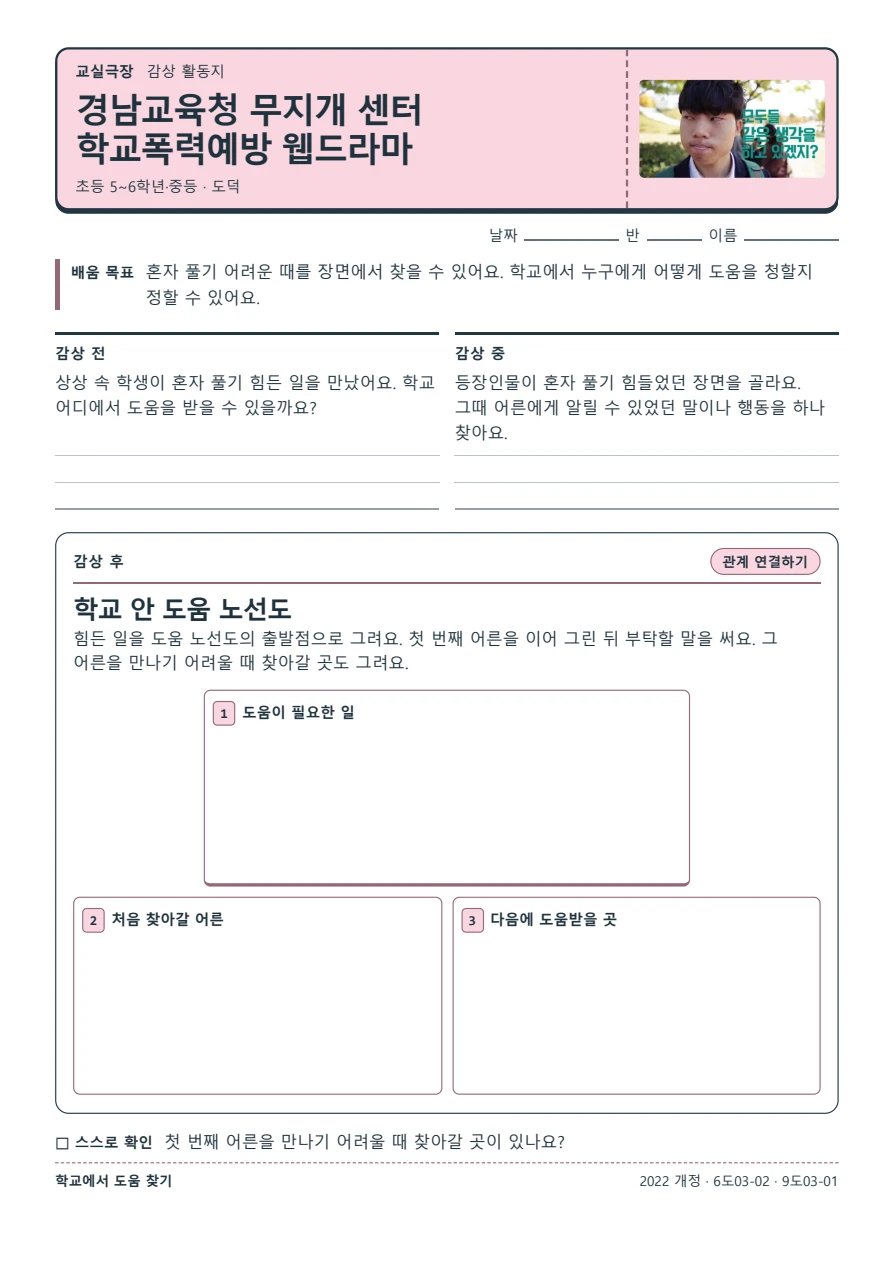 교실극장 감상 활동지
경남교육청 무지개 센터
학교폭력예방 웹드라마
초등 5~6학년·중등 · 도덕
모두들
같은 생각을
하고 있겠지?
날짜 반 이름
배움 목표 혼자 풀기 어려운 때를 장면에서 찾을 수 있어요. 학교에서 누구에게 어떻게 도움을 청할지
정할 수 있어요.
감상 전
상상 속 학생이 혼자 풀기 힘든 일을 만났어요. 학교
어디에서 도움을 받을 수 있을까요?
감상 중
등장인물이 혼자 풀기 힘들었던 장면을 골라요.
그때 어른에게 알릴 수 있었던 말이나 행동을 하나
찾아요.
감상 후
관계 연결하기
학교 안 도움 노선도
힘든 일을 도움 노선도의 출발점으로 그려요. 첫 번째 어른을 이어 그린 뒤 부탁할 말을 써요. 그
어른을 만나기 어려울 때 찾아갈 곳도 그려요.
1 도움이 필요한 일
2 처음 찾아갈 어른
3 다음에 도움받을 곳
□ 스스로 확인 첫 번째 어른을 만나기 어려울 때 찾아갈 곳이 있나요?
학교에서 도움 찾기
2022 개정 · 6도03-02 · 9도03-01